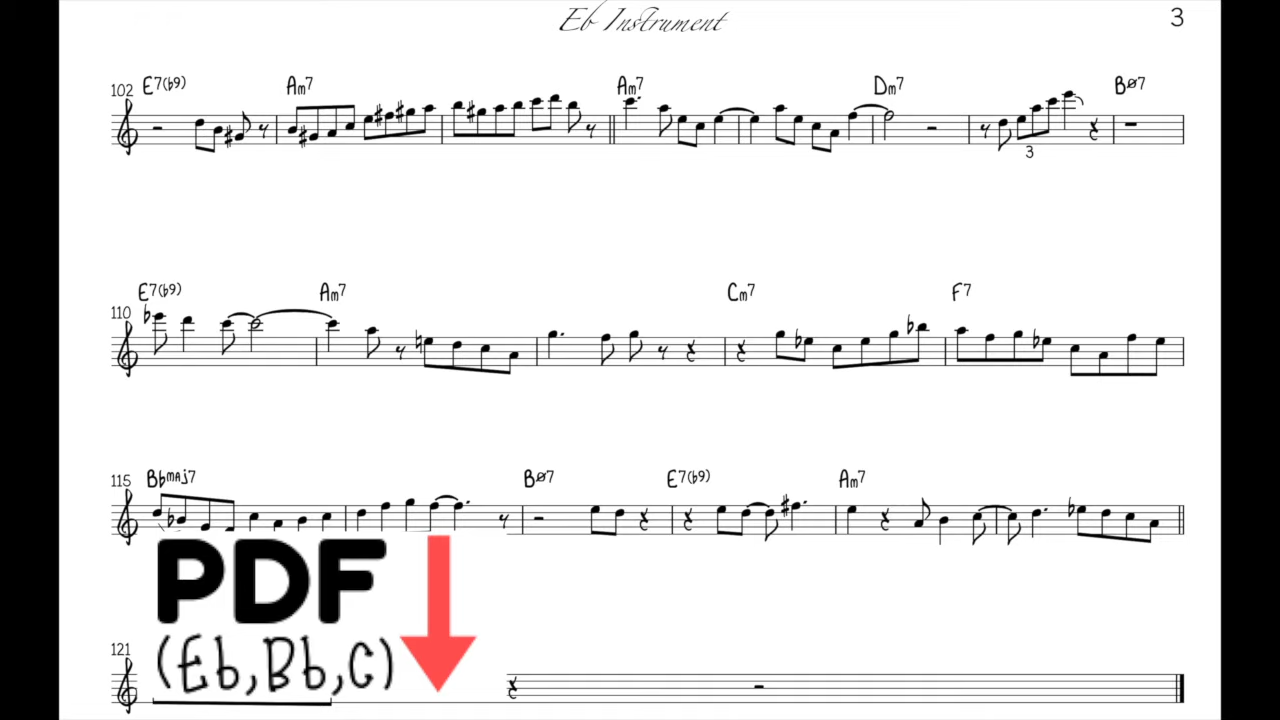 Eb Instrument 3
102 E7(b9) Am7 Am7 Dm7 Bø7
3
110 E7(b9) Am7 Cm7 F7
115 Bbmaj7 Bø7 E7(b9) Am7
PDF
121 (Eb,Bb,C)